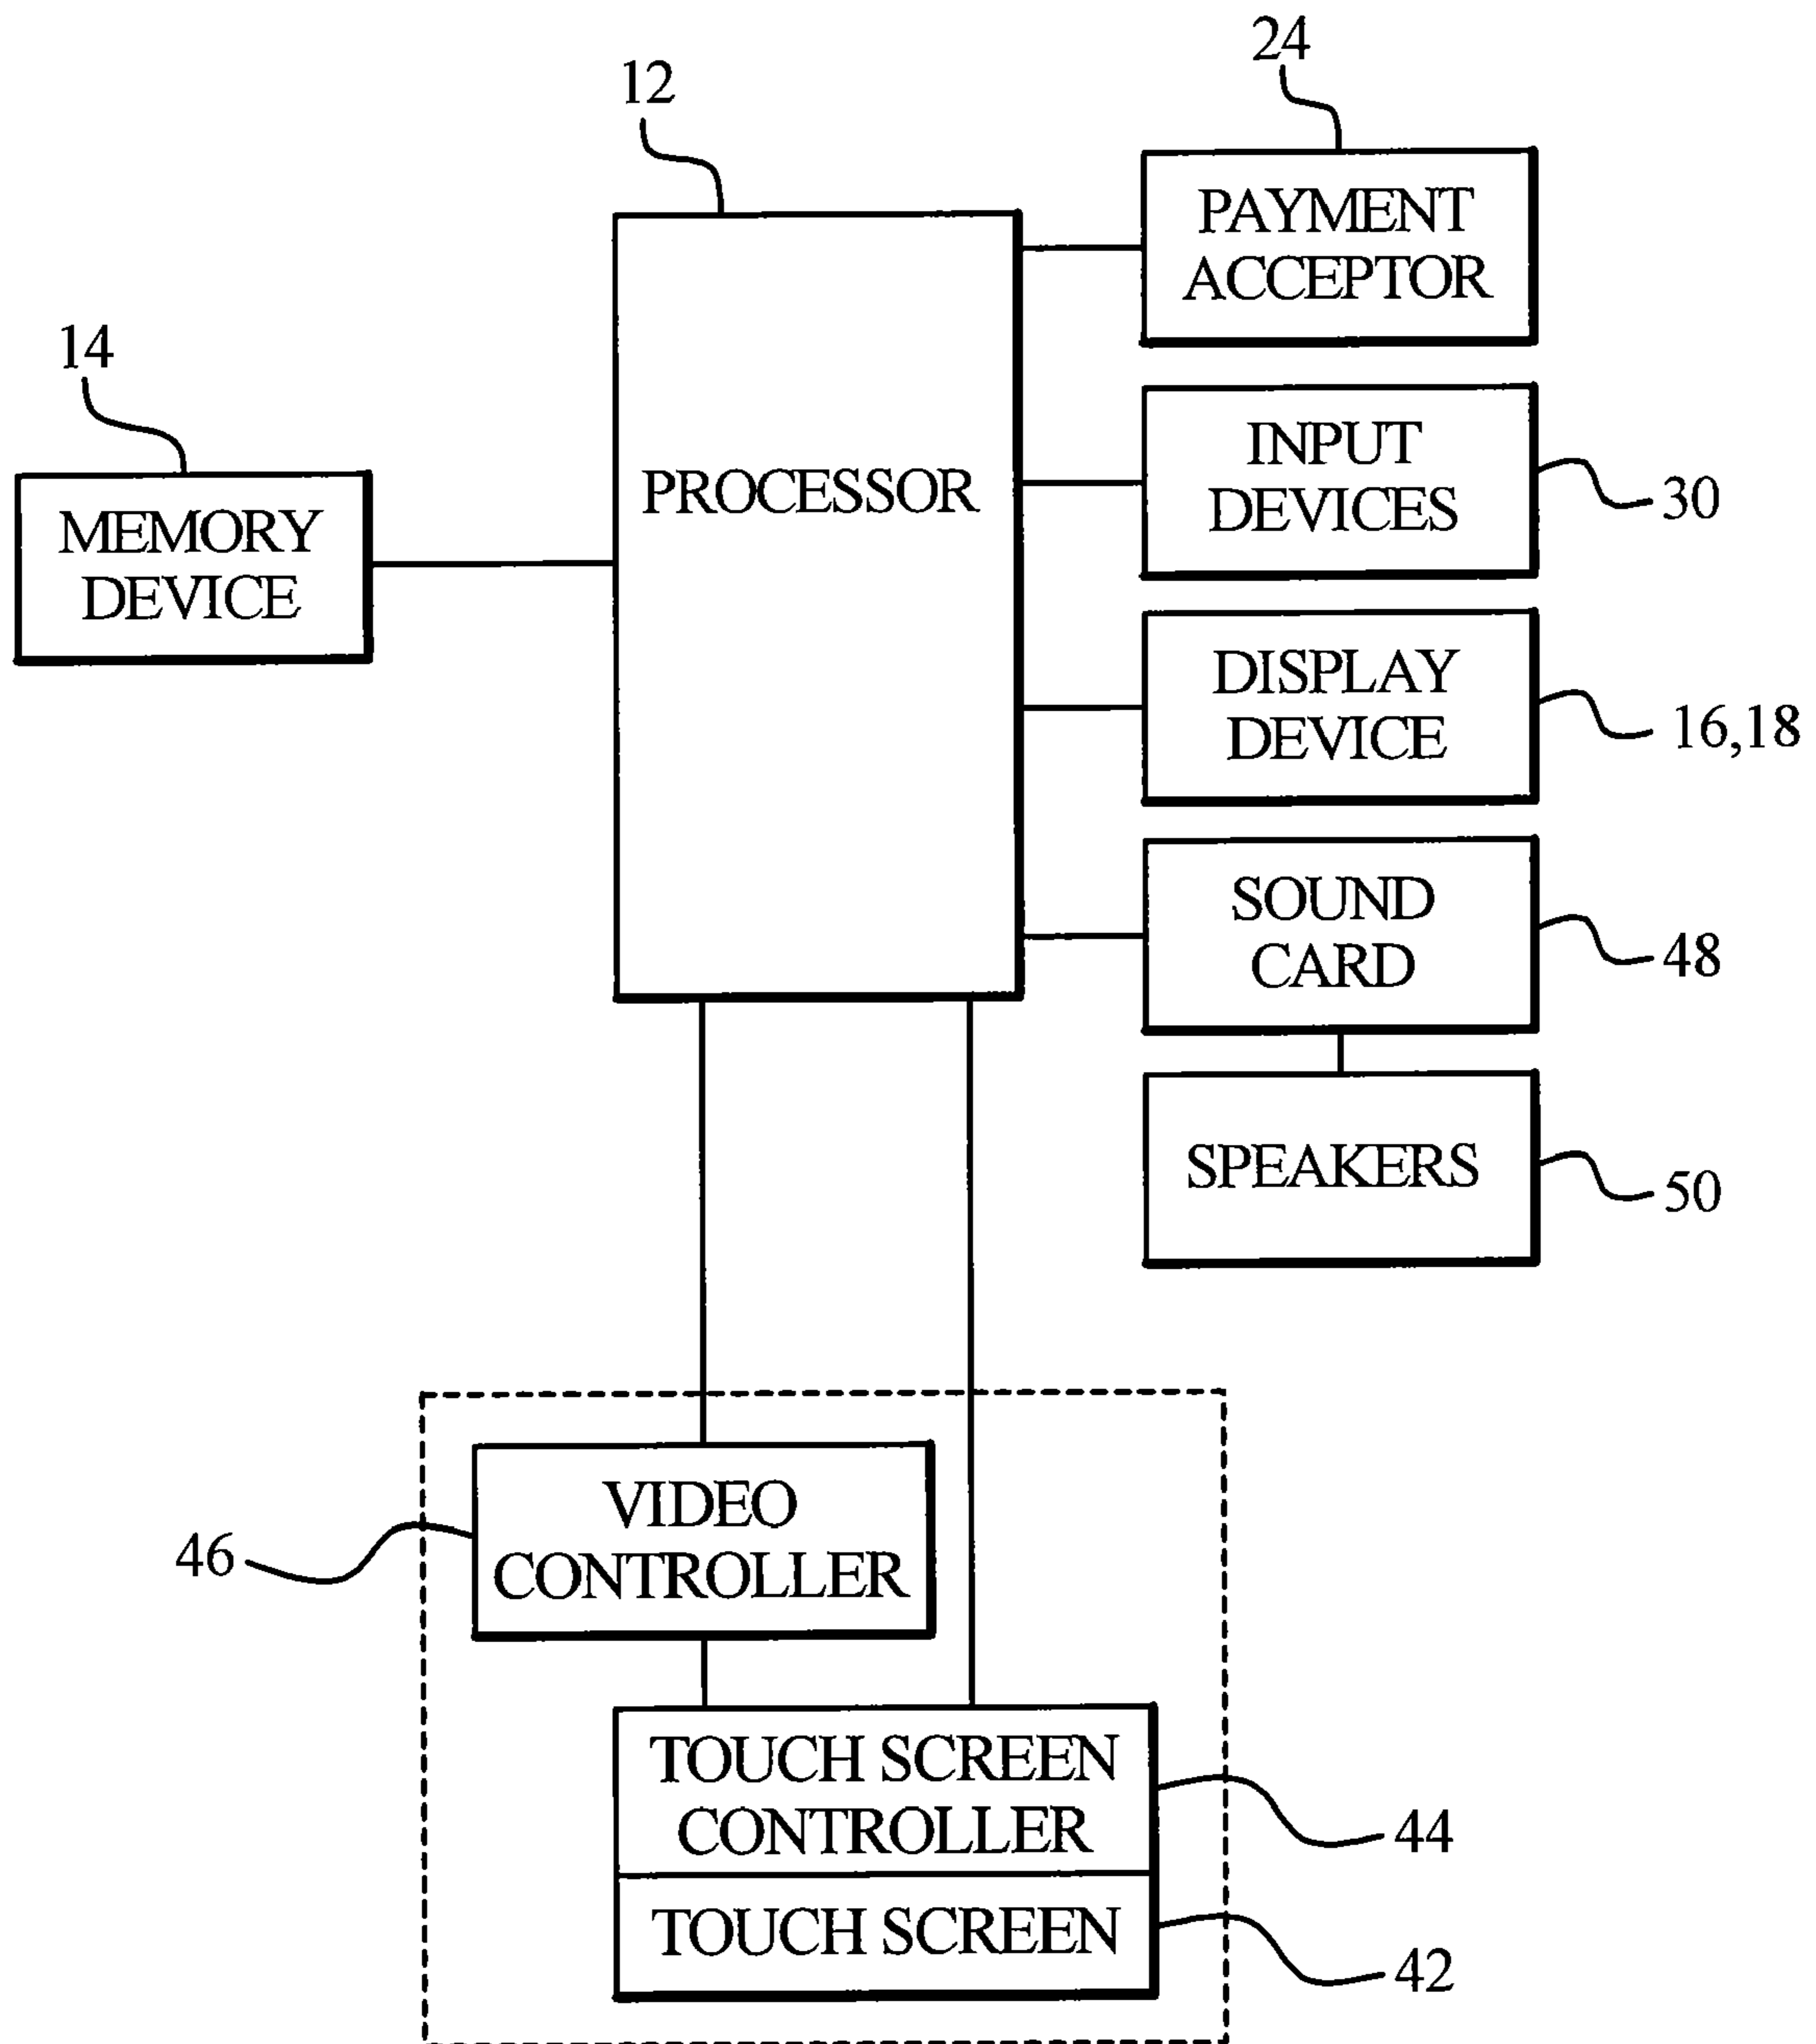 24
12
PAYMENT
ACCEPTOR
14
INPUT
DEVICES
30
PROCESSOR
MEMORY
DEVICE
DISPLAY
DEVICE
16,18
SOUND
CARD
48
SPEAKERS
50
VIDEO
CONTROLLER
46
TOUCH SCREEN
CONTROLLER
44
TOUCH SCREEN
42